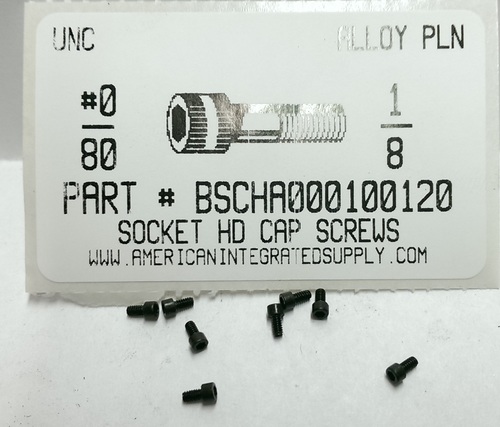 UNC ALLOY PLN
#0
80
1
8
PART # BSCHA000100120
SOCKET HD CAP SCREWS
WWW.AMERICANINTEGRATEDSUPPLY.COM